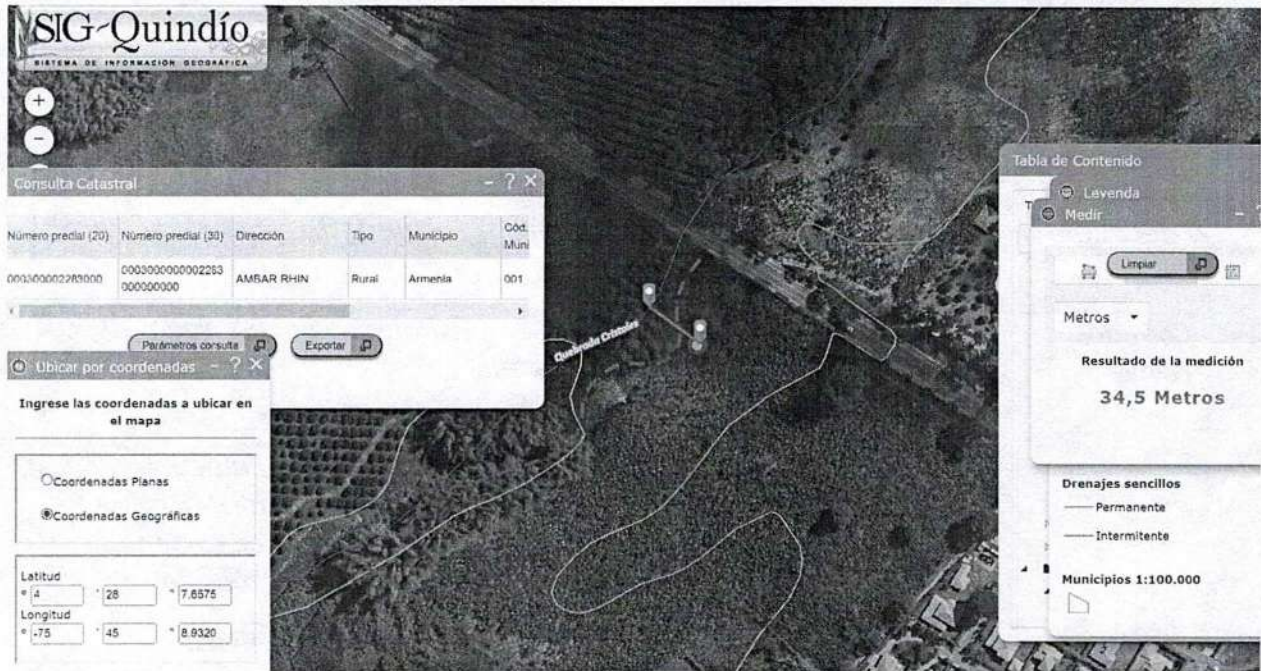 SIG-Quindío
SISTEMA DE INFORMACIÓN GEOGRÁFICA
+
−
Consulta Catastral − ? ×
Número predial (20) Número predial (30) Dirección Tipo Municipio Cód. Muni
000300002283000 0003000000002283000000000 AMBAR RHIN Rural Armenia 001
Parámetros consulta Exportar
Ubicar por coordenadas − ? ×
Ingrese las coordenadas a ubicar en
el mapa
Coordenadas Planas
Coordenadas Geográficas
Latitud
° 4 ' 28 " 7.6575
Longitud
° -75 ' 45 " 8.9320
Quebrada Cristales
Tabla de Contenido
Leyenda
Medir − ?
Limpiar
Metros
Resultado de la medición
34,5 Metros
Drenajes sencillos
Permanente
Intermitente
Municipios 1:100.000